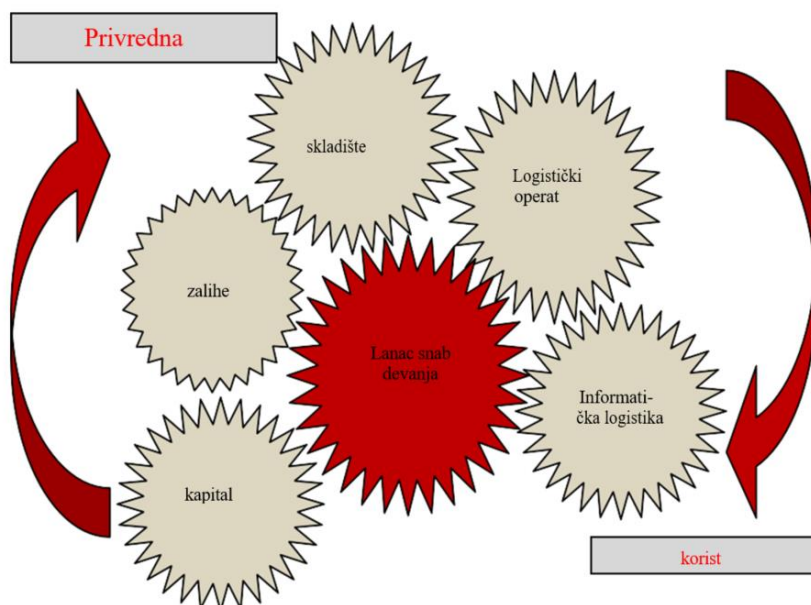 Privredna
skladište
Logistički
operat
zalihe
Lanac snab
devanja
Informati-
čka logistika
kapital
korist